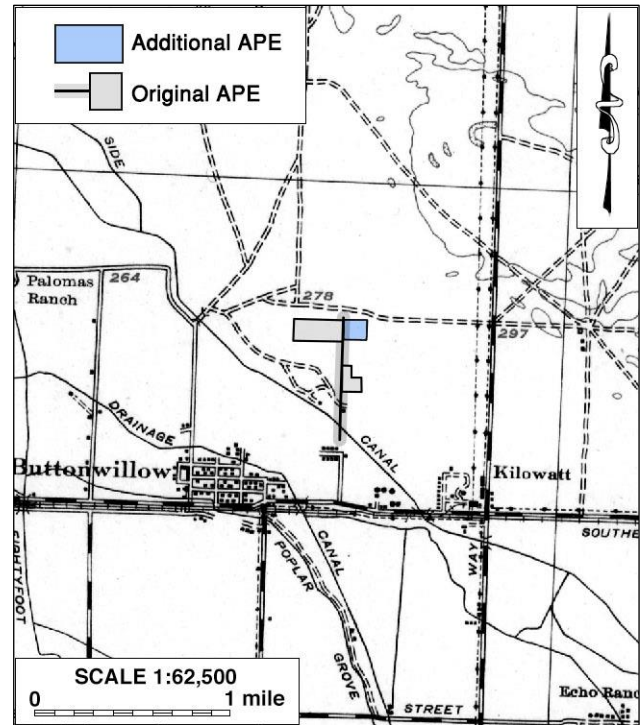 Additional APE
Original APE
SIDE
Palomas
Ranch
264
278
297
DRAINAGE
CANAL
Buttonwillow
Kilowatt
SOUTHE
WAY
CANAL
POPLAR
GROVE
EIGHTYFOOT
SCALE 1:62,500
0 1 mile
STREET
Echo Ranc